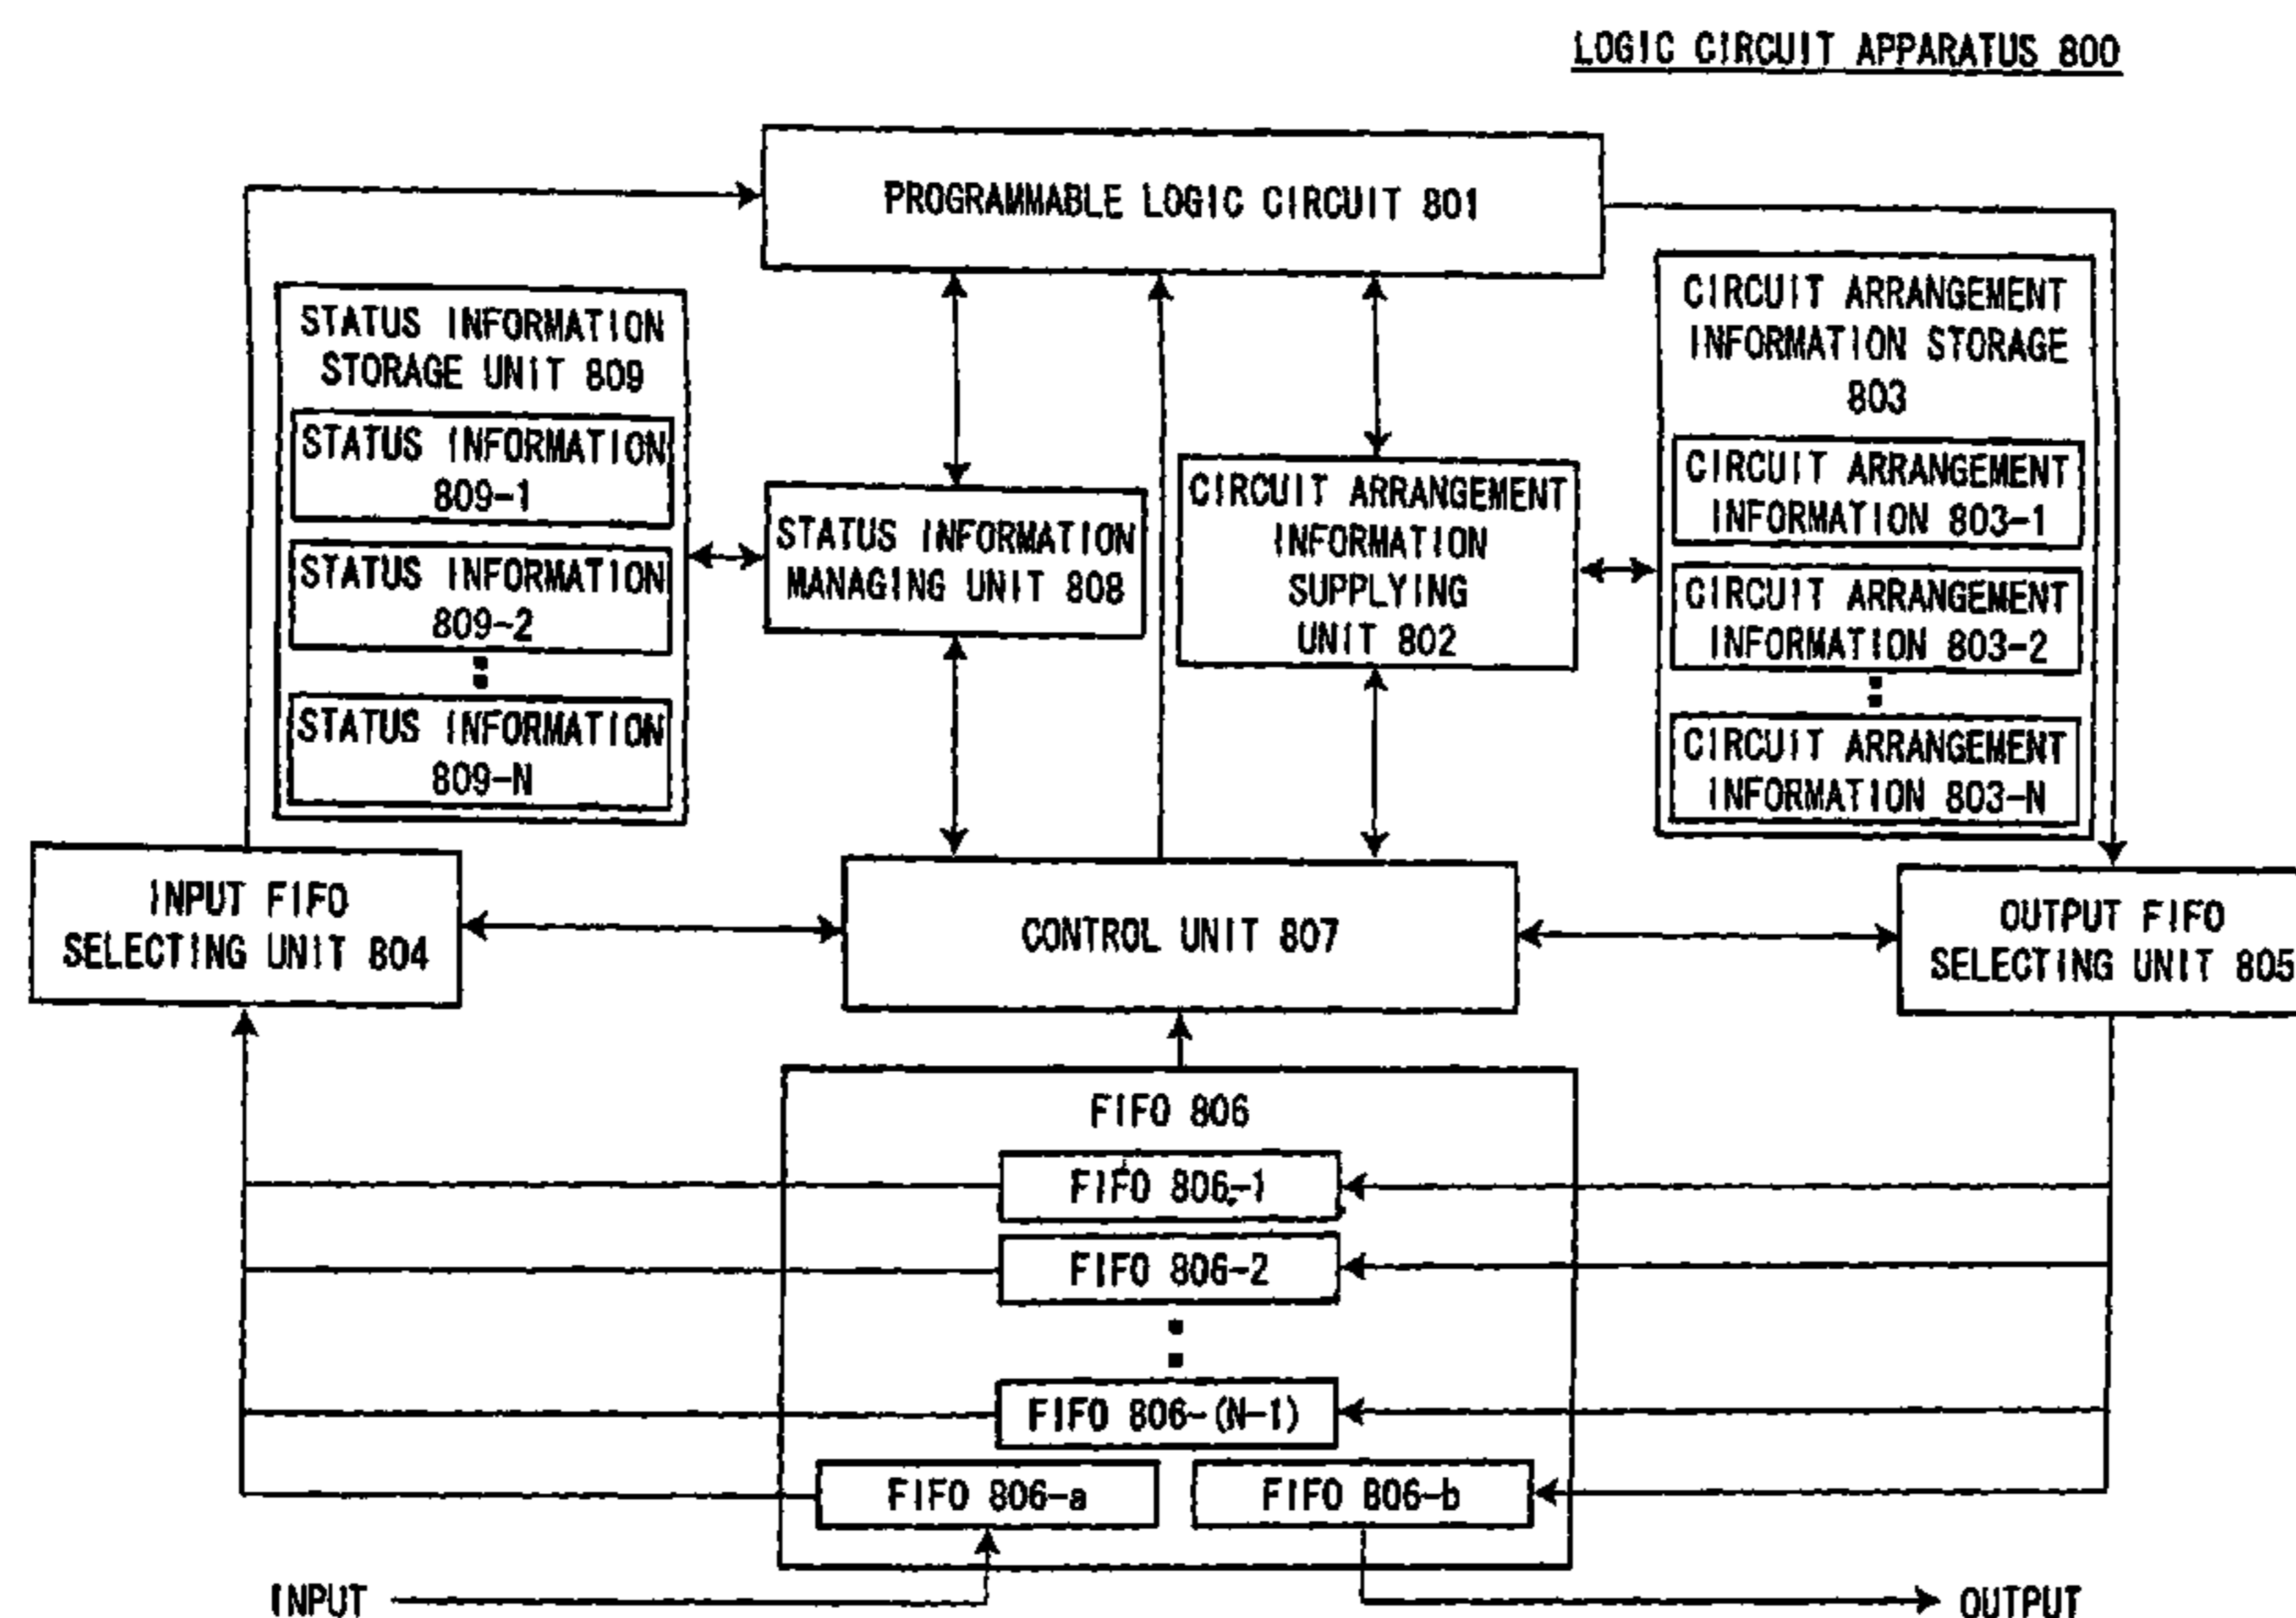 LOGIC CIRCUIT APPARATUS 800
PROGRAMMABLE LOGIC CIRCUIT 801
STATUS INFORMATION
STORAGE UNIT 809
STATUS INFORMATION
809-1
STATUS INFORMATION
809-2
STATUS INFORMATION
809-N
STATUS INFORMATION
MANAGING UNIT 808
CIRCUIT ARRANGEMENT
INFORMATION
SUPPLYING
UNIT 802
CIRCUIT ARRANGEMENT
INFORMATION STORAGE
803
CIRCUIT ARRANGEMENT
INFORMATION 803-1
CIRCUIT ARRANGEMENT
INFORMATION 803-2
CIRCUIT ARRANGEMENT
INFORMATION 803-N
INPUT FIFO
SELECTING UNIT 804
CONTROL UNIT 807
OUTPUT FIFO
SELECTING UNIT 805
FIFO 806
FIFO 806-1
FIFO 806-2
FIFO 806-(N-1)
FIFO 806-a
FIFO 806-b
INPUT
OUTPUT